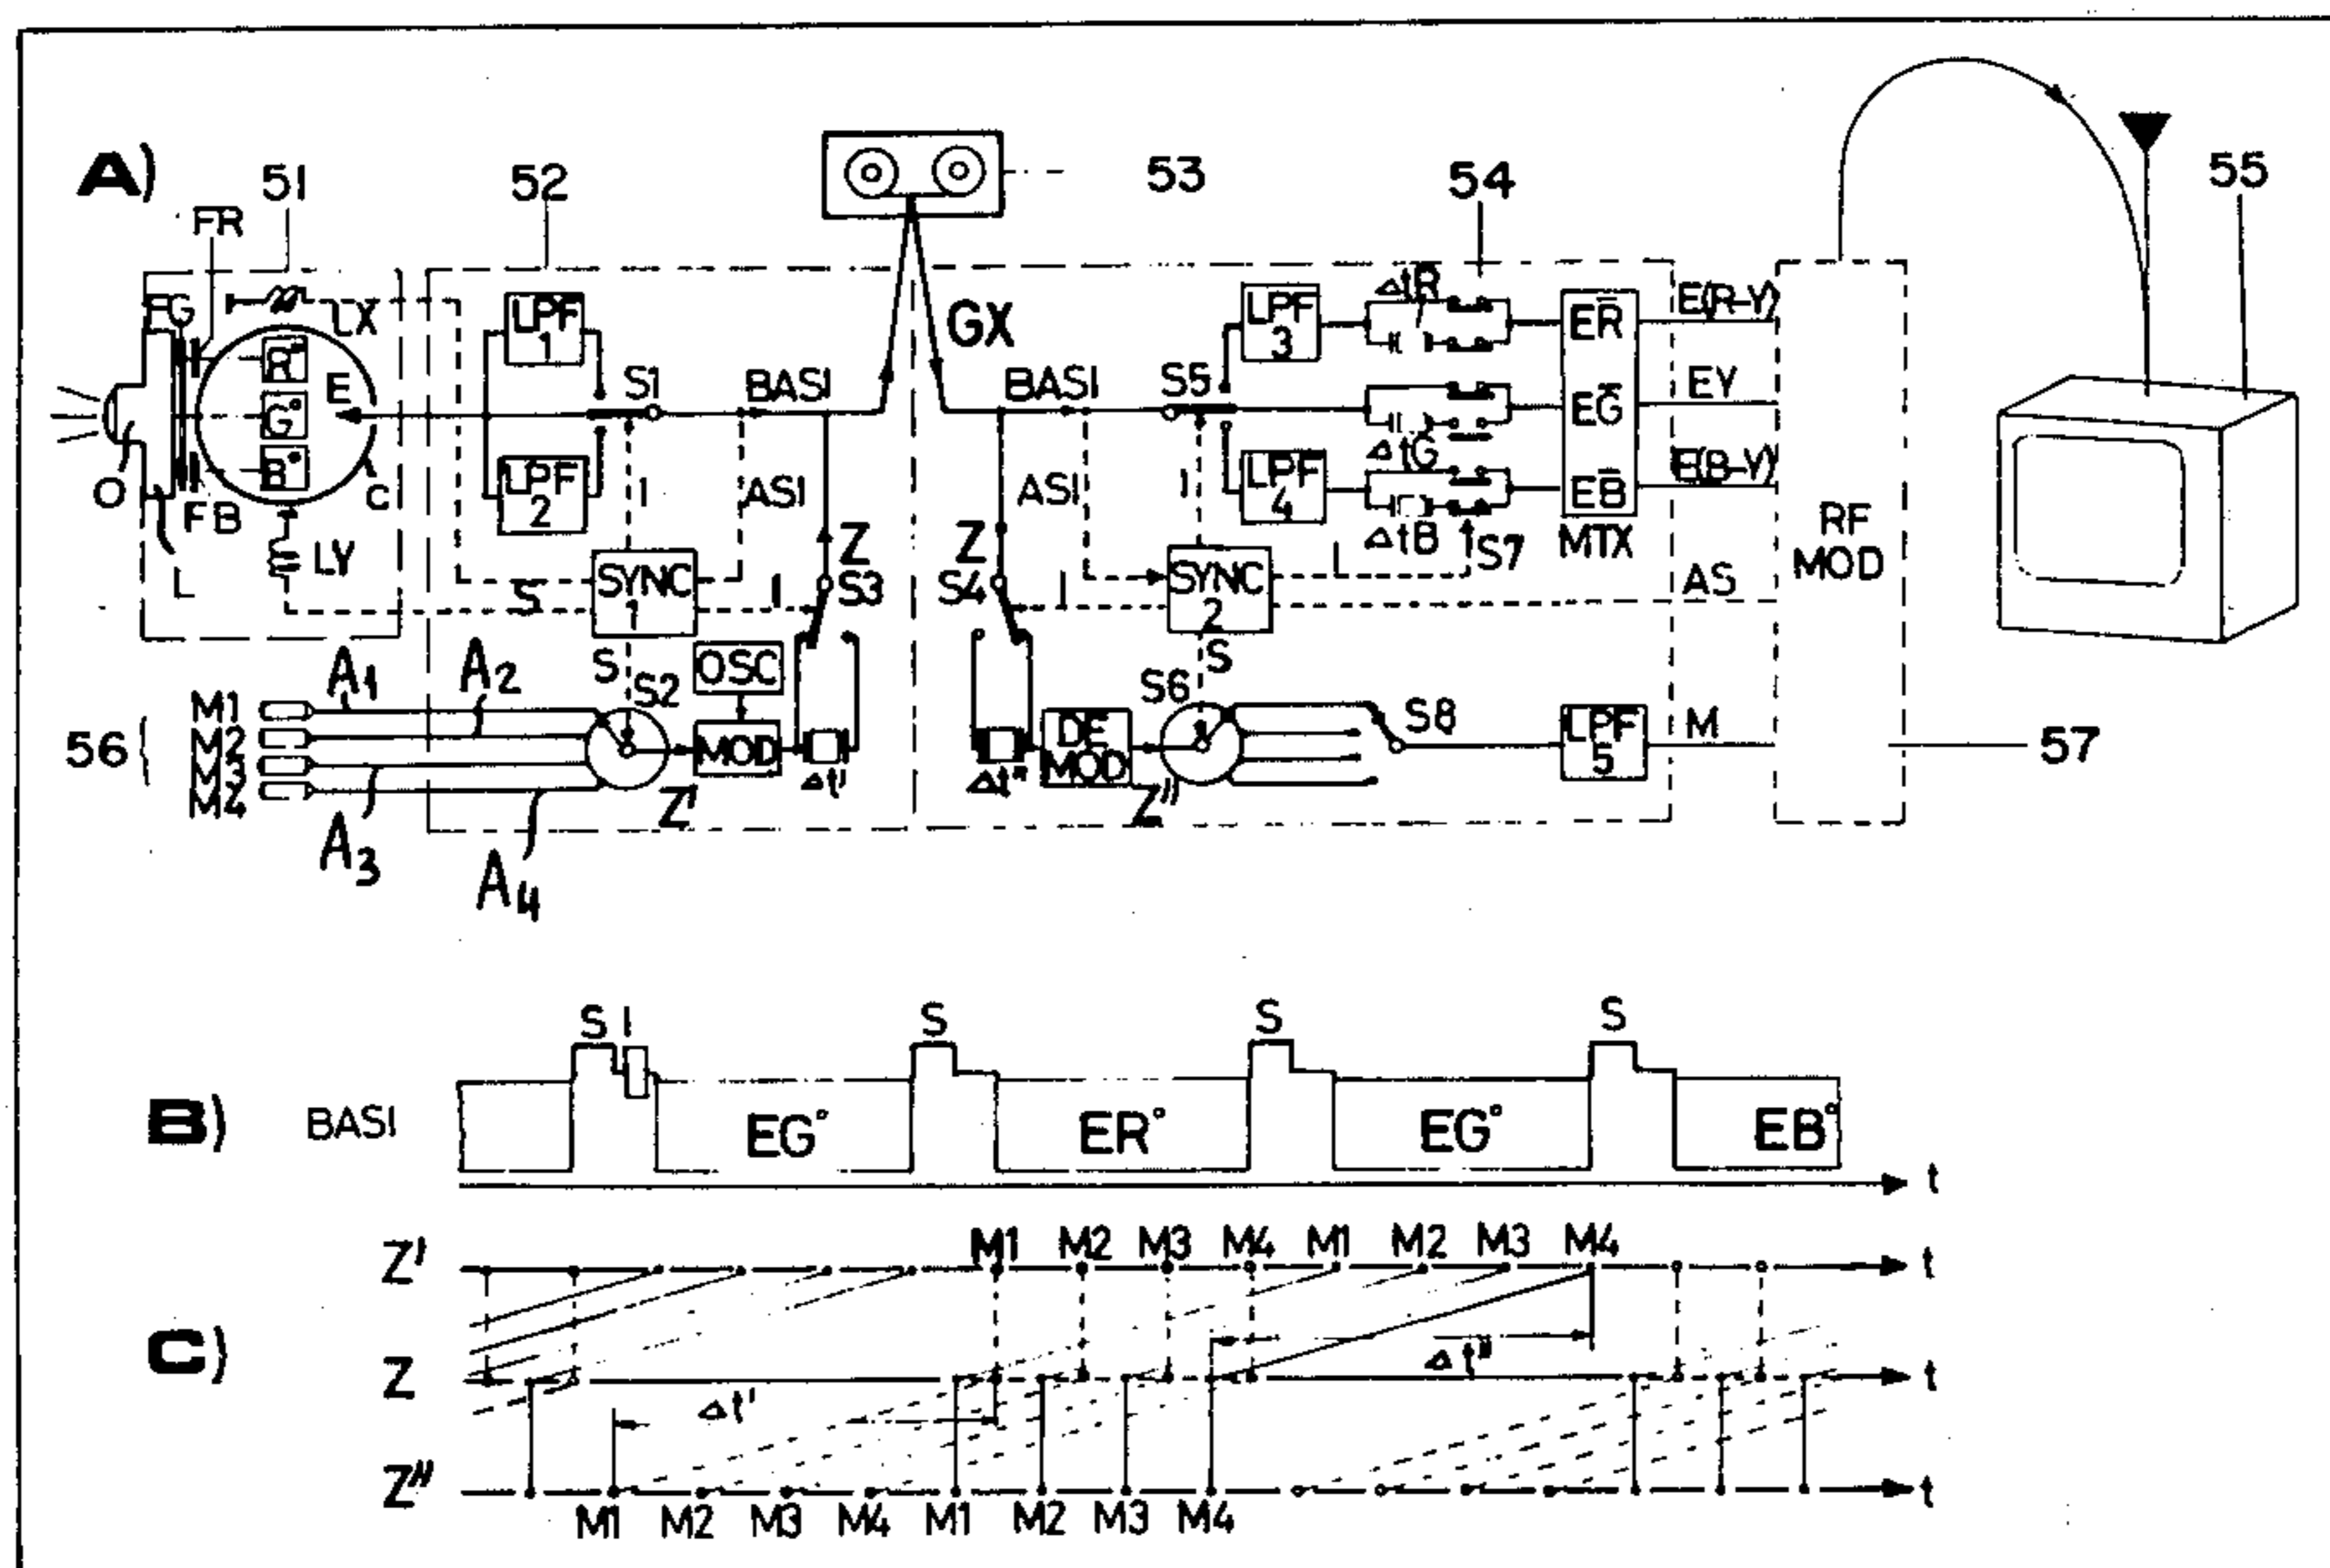 A)
51
52
53
54
55
FR
FG
LX
LPF 1
GX
LPF 3
ΔtR
ER̄
E(R-Y)
R°
E
S1
BASI
BASI
S5
EḠ
EY
G°
ΔtG
B°
O
FB
C
LPF 2
I
ASI
ASI
I
LPF 4
ΔtB
EB̄
E(B-Y)
L
LY
S
SYNC 1
I
Z
S3
Z
S4
I
SYNC 2
I
S7
MTX
AS
RF MOD
A1
A2
S
S2
OSC
S
S6
S8
56
M1
M2
M3
M4
MOD
Δt'
Δt"
DE MOD
LPF 5
M
57
Z'
Z"
A3
A4
B)
BASI
S I
S
S
S
EG°
ER°
EG°
EB°
t
C)
Z'
M1 M2 M3 M4 M1 M2 M3 M4
t
Z
Δt'
Δt"
t
Z"
M1 M2 M3 M4 M1 M2 M3 M4
t